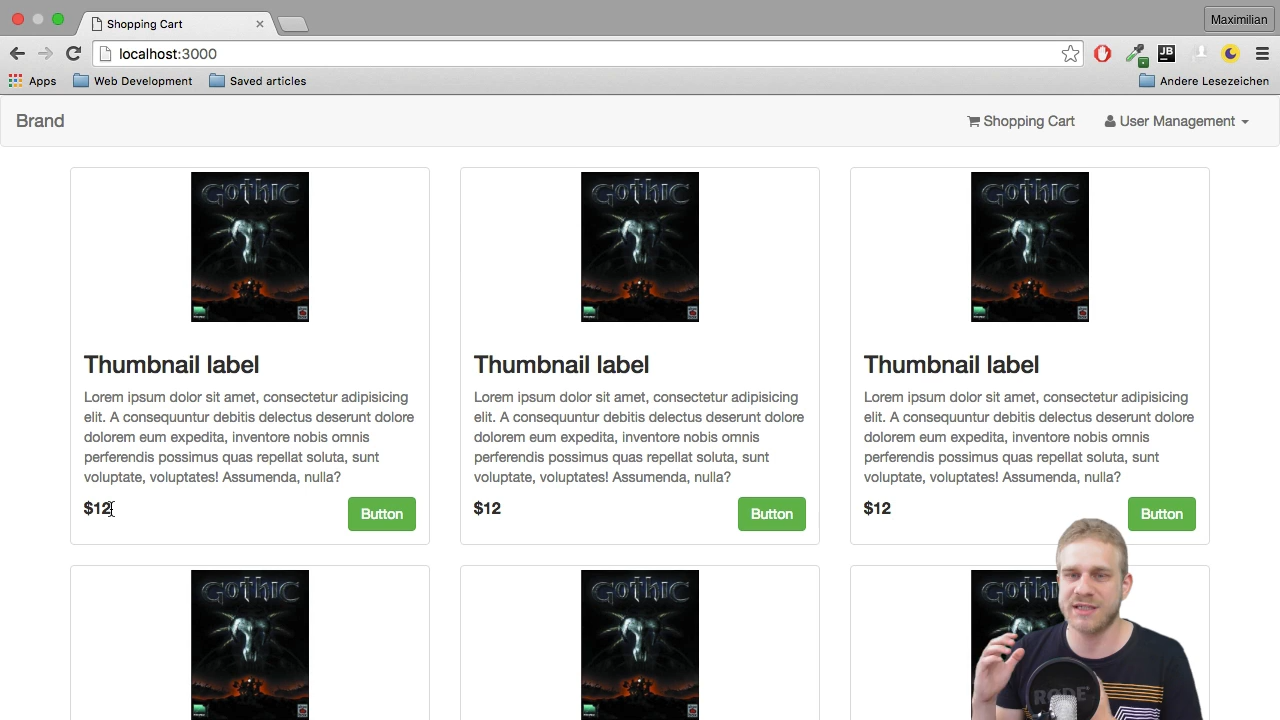 Shopping Cart
Maximilian
localhost:3000
JB
Apps
Web Development
Saved articles
Andere Lesezeichen
Brand
Shopping Cart
User Management
GOTHIC
GOTHIC
GOTHIC
Thumbnail label
Thumbnail label
Thumbnail label
Lorem ipsum dolor sit amet, consectetur adipisicing
elit. A consequuntur debitis delectus deserunt dolore
dolorem eum expedita, inventore nobis omnis
perferendis possimus quas repellat soluta, sunt
voluptate, voluptates! Assumenda, nulla?
Lorem ipsum dolor sit amet, consectetur adipisicing
elit. A consequuntur debitis delectus deserunt dolore
dolorem eum expedita, inventore nobis omnis
perferendis possimus quas repellat soluta, sunt
voluptate, voluptates! Assumenda, nulla?
Lorem ipsum dolor sit amet, consectetur adipisicing
elit. A consequuntur debitis delectus deserunt dolore
dolorem eum expedita, inventore nobis omnis
perferendis possimus quas repellat soluta, sunt
voluptate, voluptates! Assumenda, nulla?
$12
Button
$12
Button
$12
Button
GOTHIC
GOTHIC
GOTHI
RODE